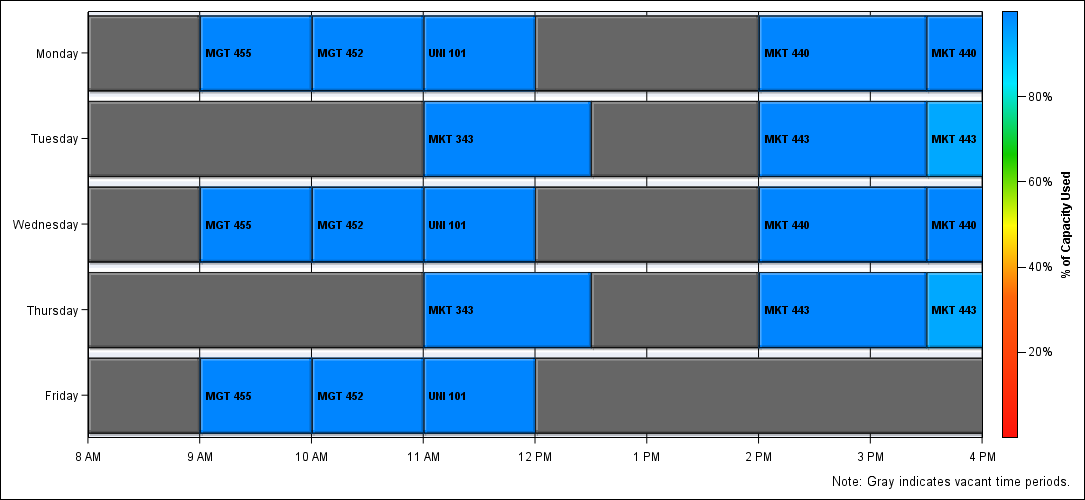 Monday
MGT 455
MGT 452
UNI 101
MKT 440
MKT 440
Tuesday
MKT 343
MKT 443
MKT 443
Wednesday
MGT 455
MGT 452
UNI 101
MKT 440
MKT 440
Thursday
MKT 343
MKT 443
MKT 443
Friday
MGT 455
MGT 452
UNI 101
8 AM
9 AM
10 AM
11 AM
12 PM
1 PM
2 PM
3 PM
4 PM
80%
60%
40%
20%
% of Capacity Used
Note: Gray indicates vacant time periods.